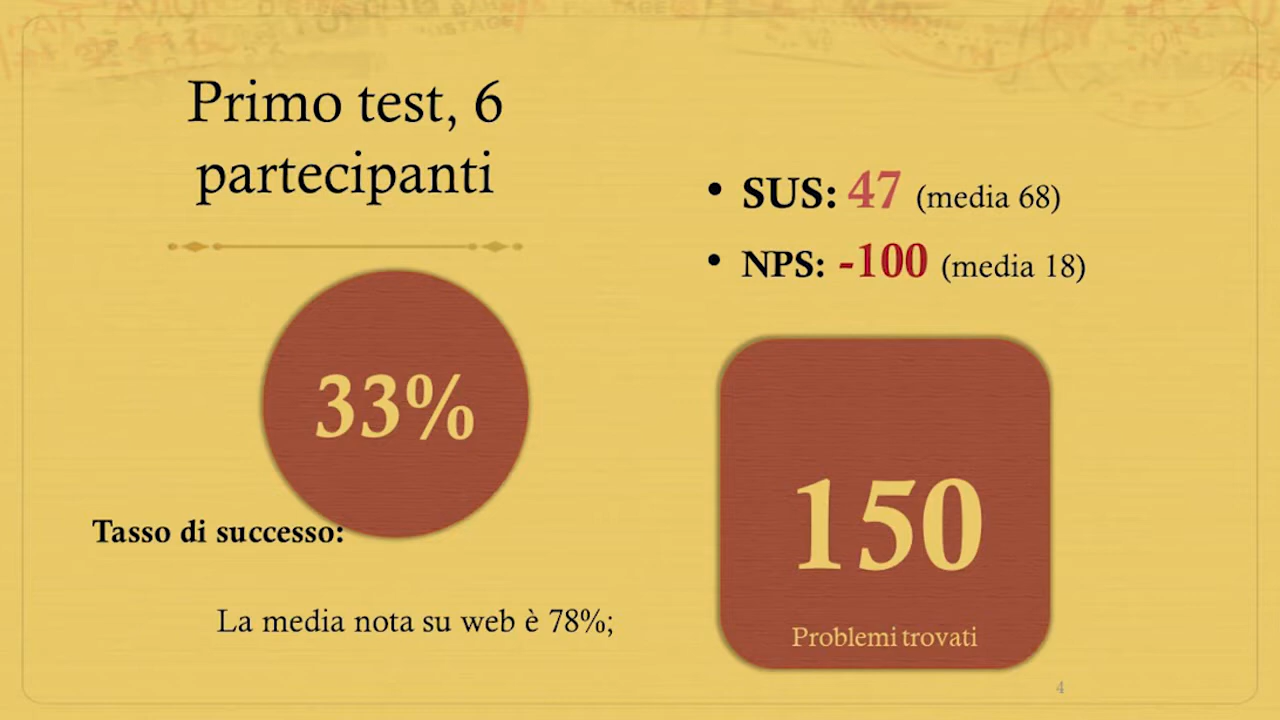 Primo test, 6
partecipanti
33%
Tasso di successo:
La media nota su web è 78%;
• SUS: 47 (media 68)
• NPS: -100 (media 18)
150
Problemi trovati
4